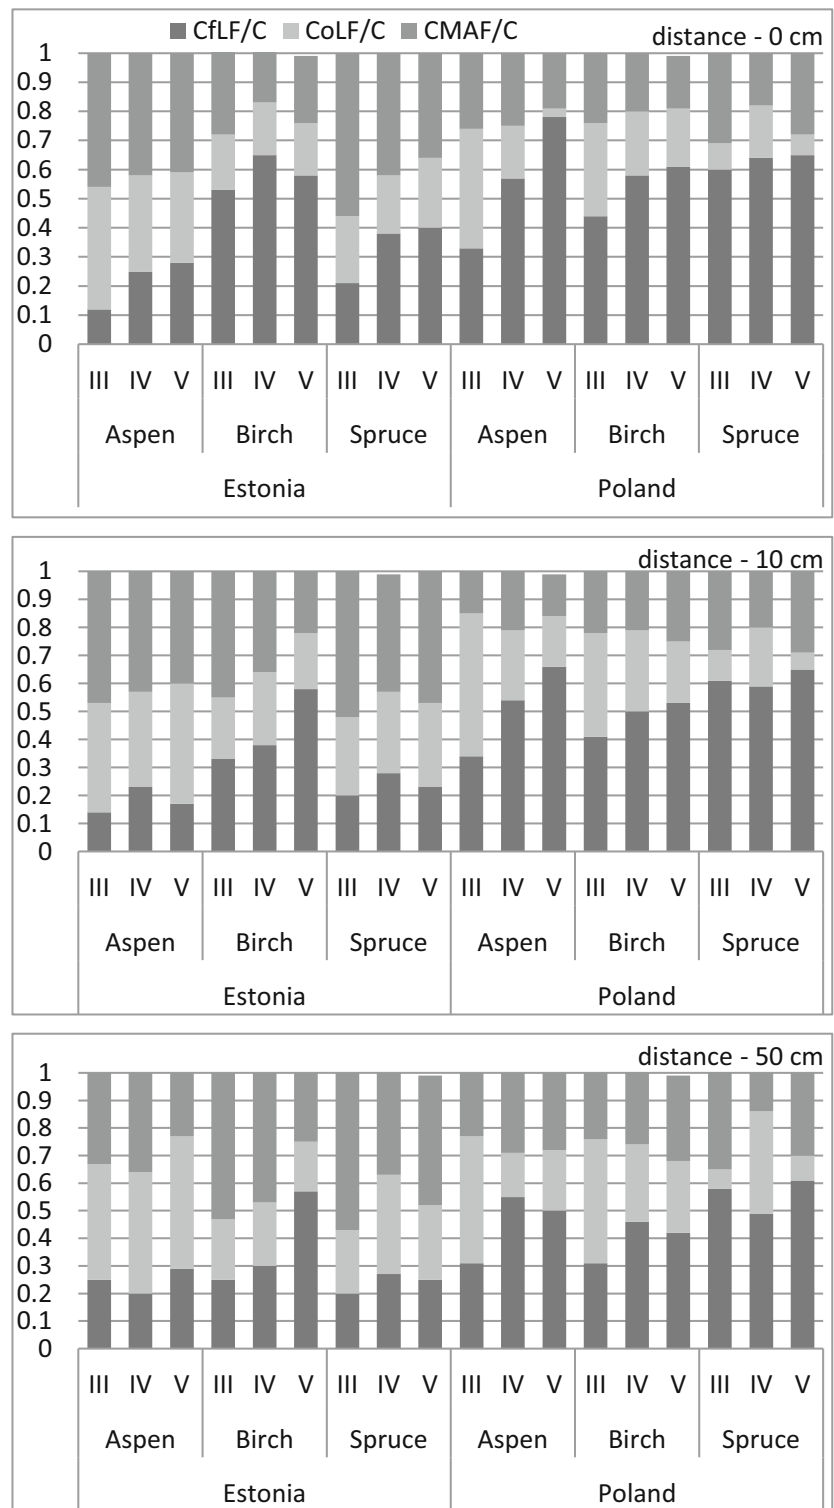 CfLF/C CoLF/C CMAF/C distance - 0 cm
1
0.9
0.8
0.7
0.6
0.5
0.4
0.3
0.2
0.1
0
III IV V III IV V III IV V III IV V III IV V III IV V
Aspen Birch Spruce Aspen Birch Spruce
Estonia Poland
distance - 10 cm
1
0.9
0.8
0.7
0.6
0.5
0.4
0.3
0.2
0.1
0
III IV V III IV V III IV V III IV V III IV V III IV V
Aspen Birch Spruce Aspen Birch Spruce
Estonia Poland
distance - 50 cm
1
0.9
0.8
0.7
0.6
0.5
0.4
0.3
0.2
0.1
0
III IV V III IV V III IV V III IV V III IV V III IV V
Aspen Birch Spruce Aspen Birch Spruce
Estonia Poland